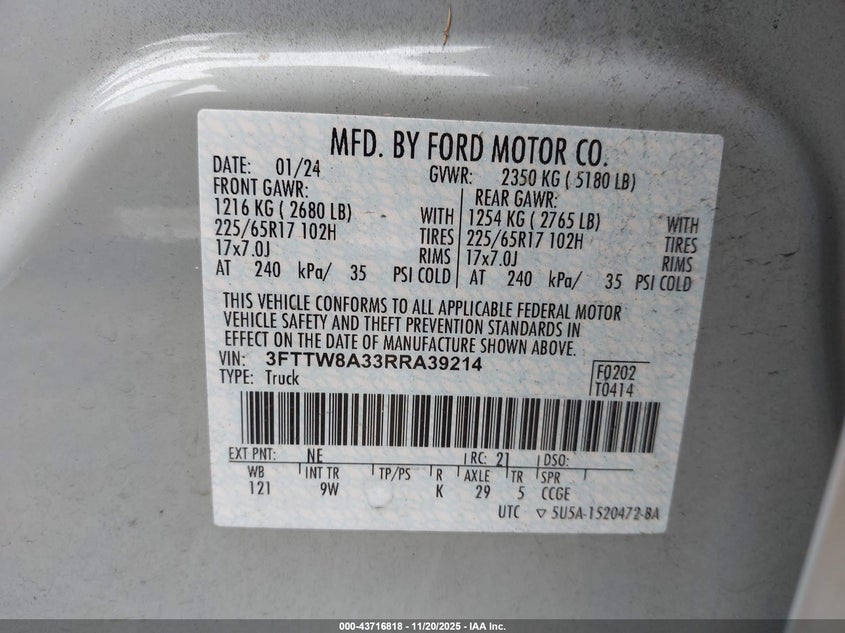 MFD. BY FORD MOTOR CO.
DATE: 01/24 GVWR: 2350 KG ( 5180 LB)
FRONT GAWR: REAR GAWR:
1216 KG ( 2680 LB) WITH 1254 KG ( 2765 LB) WITH
225/65R17 102H TIRES 225/65R17 102H TIRES
17x7.0J RIMS 17x7.0J RIMS
AT 240 kPa/ 35 PSI COLD AT 240 kPa/ 35 PSI COLD
THIS VEHICLE CONFORMS TO ALL APPLICABLE FEDERAL MOTOR
VEHICLE SAFETY AND THEFT PREVENTION STANDARDS IN
EFFECT ON THE DATE OF MANUFACTURE SHOWN ABOVE.
VIN: 3FTTW8A33RRA39214
TYPE: Truck
F0202
T0414
EXT PNT: NE RC: 21 DSO:
WB INT TR TP/PS R AXLE TR SPR
121 9W K 29 5 CCGE
UTC ▽ 5U5A-1520472-BA
000-43716818 - 11/20/2025 - IAA Inc.